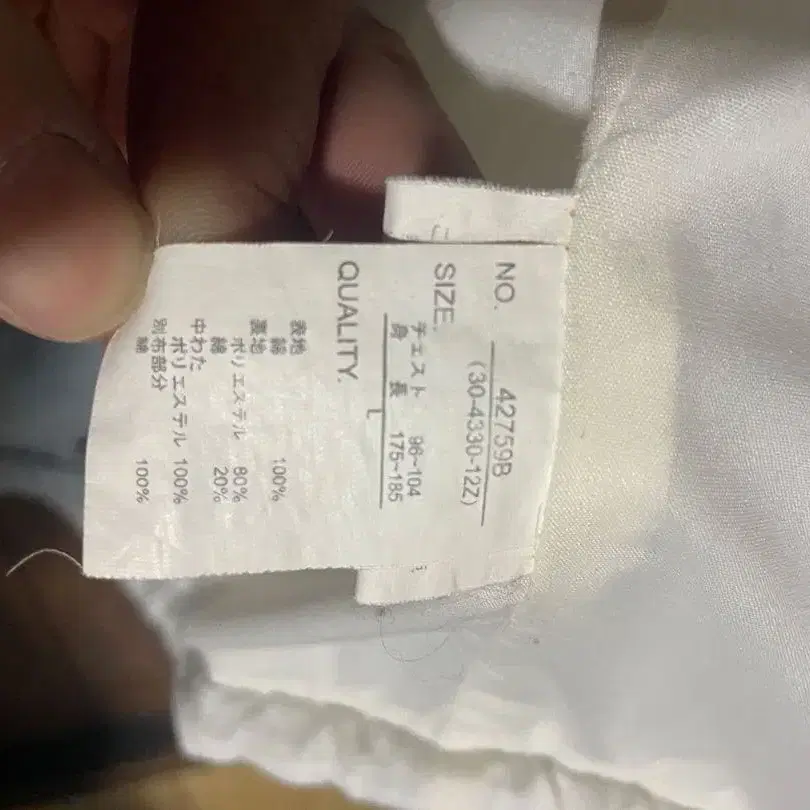 NO. 42759B
(30-4330-12Z)
SIZE. L
チェスト 96~104
身長 175~185
QUALITY.
表地
綿 100%
裏地
ポリエステル 80%
綿 20%
中わた
ポリエステル 100%
別布部分
綿 100%